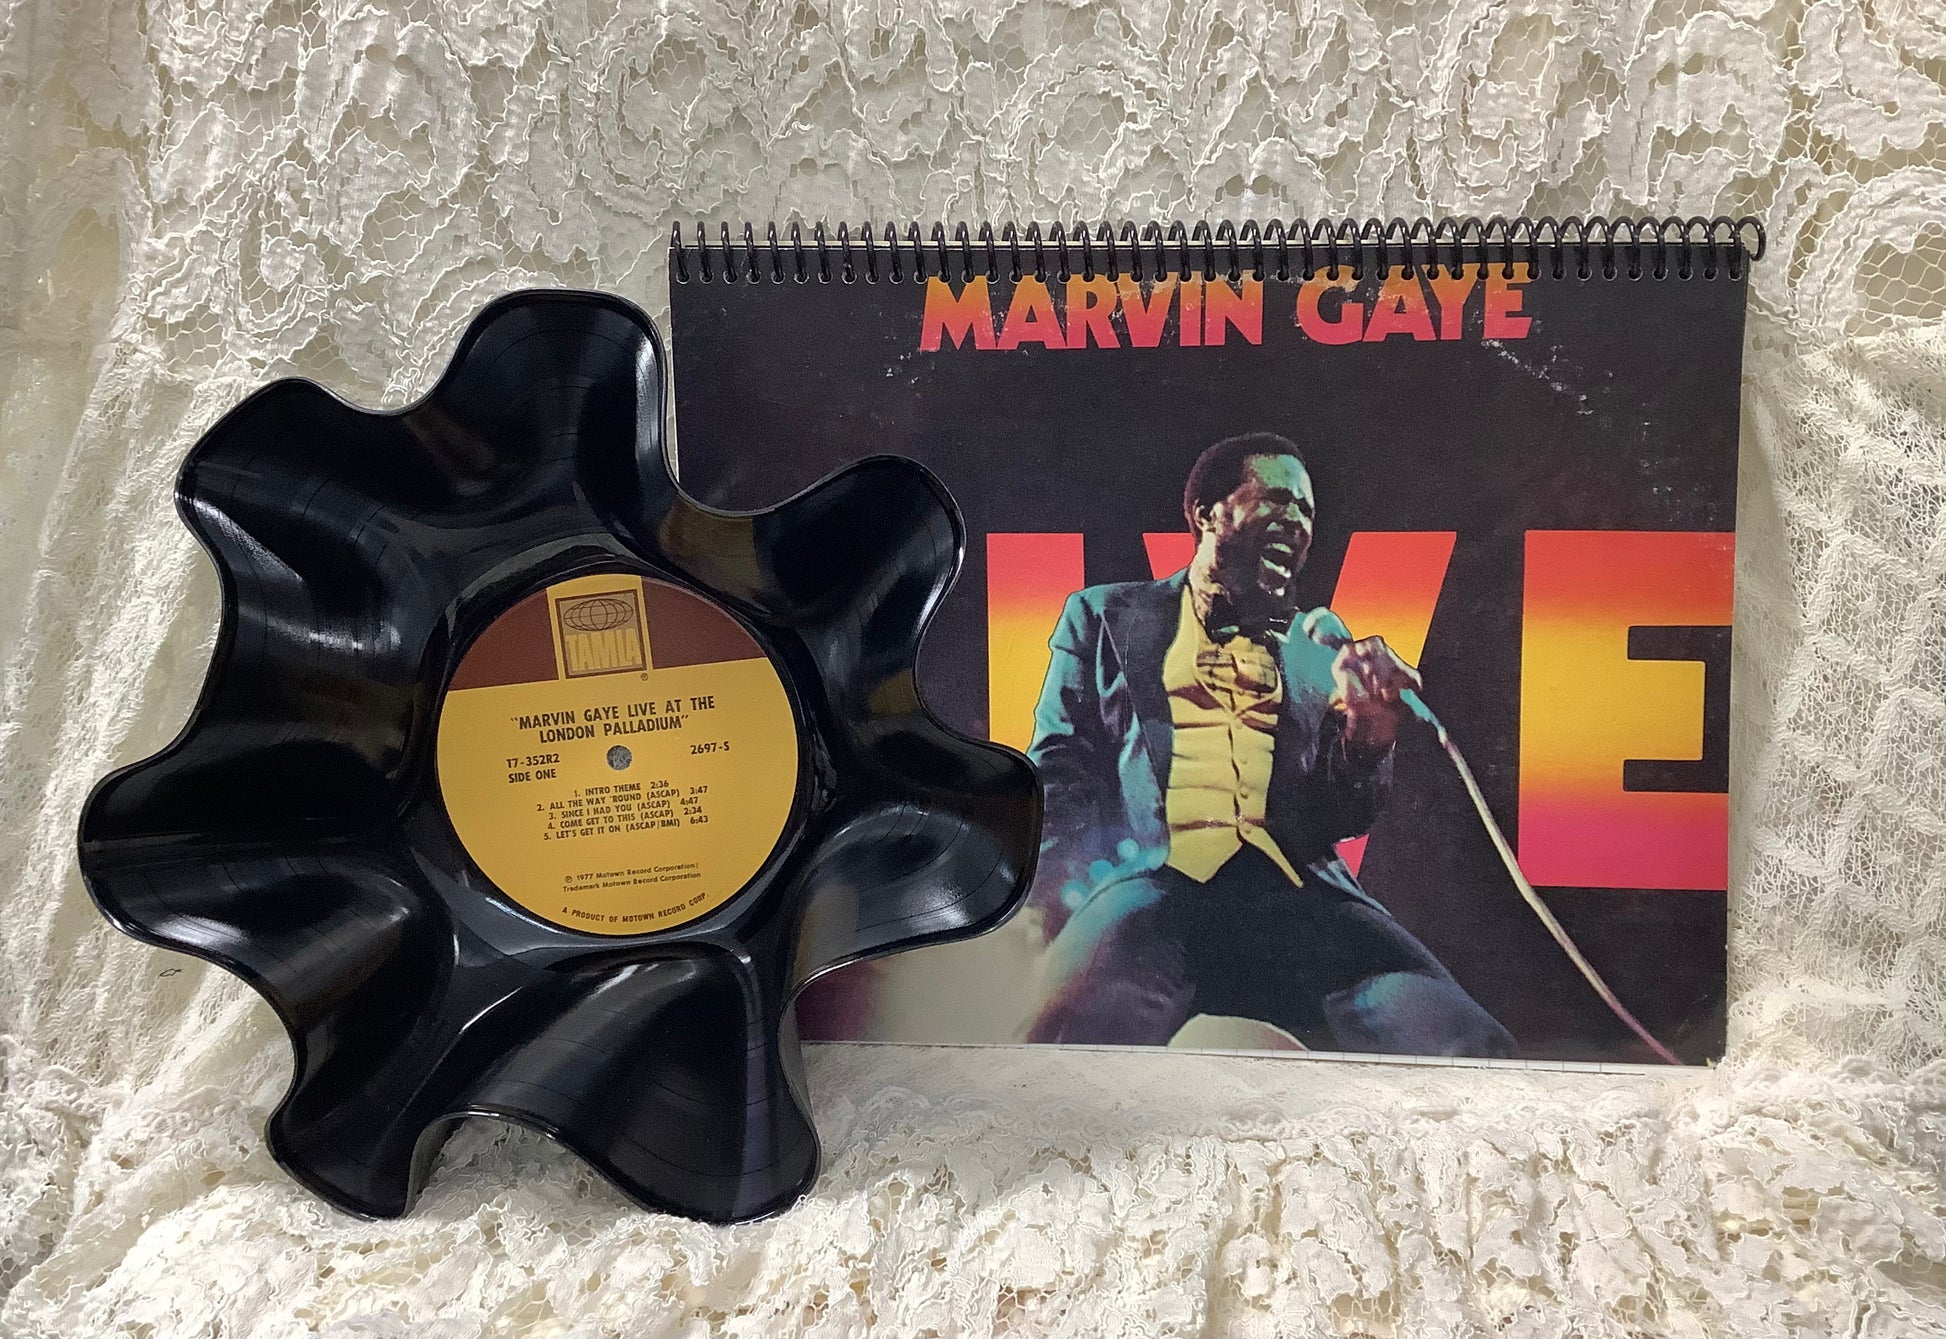 MARVIN GAYE
IVE
TAMLA
®
"MARVIN GAYE LIVE AT THE
LONDON PALLADIUM"
T7-352R2
2697-S
SIDE ONE
1. INTRO THEME 2:36
2. ALL THE WAY 'ROUND (ASCAP) 3:47
3. SINCE I HAD YOU (ASCAP) 4:47
4. COME GET TO THIS (ASCAP) 2:34
5. LET'S GET IT ON (ASCAP/BMI) 6:43
℗ 1977 Motown Record Corporation/
Trademark Motown Record Corporation
A PRODUCT OF MOTOWN RECORD CORP.